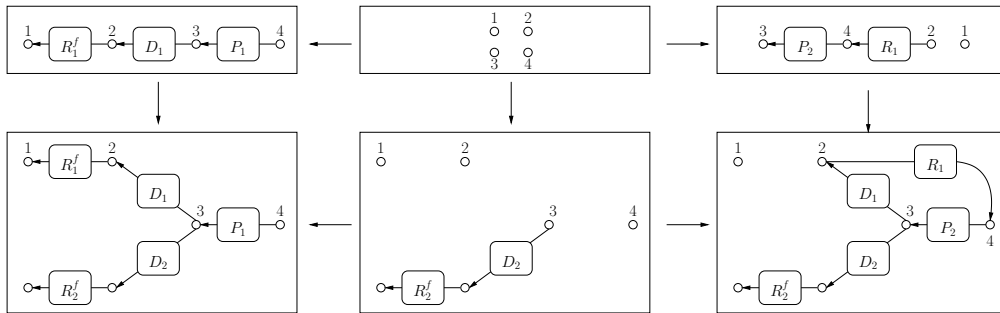 1 2 3 4
R_1^f D_1 P_1
1 2
3 4
3 4 2 1
P_2 R_1
1 2
R_1^f
D_1
3 4
P_1
D_2
R_2^f
1 2
3 4
D_2
R_2^f
1 2
R_1
D_1
3
P_2
4
D_2
R_2^f